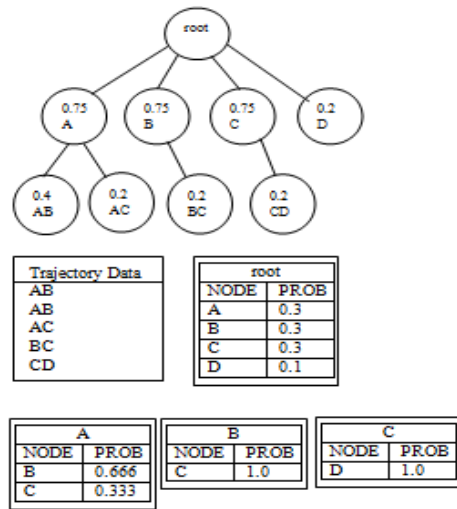 root
0.75 0.75 0.75 0.2
A B C D
0.4 0.2 0.2 0.2
AB AC BC CD
Trajectory Data
AB
AB
AC
BC
CD
root
NODE PROB
A 0.3
B 0.3
C 0.3
D 0.1
A
NODE PROB
B 0.666
C 0.333
B
NODE PROB
C 1.0
C
NODE PROB
D 1.0